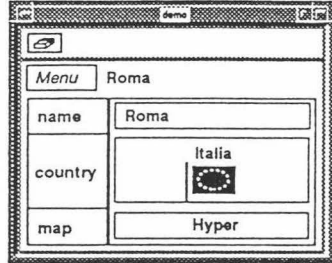 demo
Menu Roma
name Roma
Italia
country
map Hyper